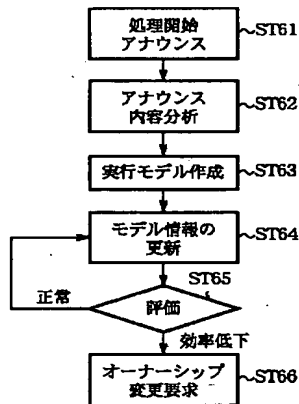 処理開始
アナウンス
ST61
アナウンス
内容分析
ST62
実行モデル作成
ST63
モデル情報の
更新
ST64
ST65
正常
評価
効率低下
オーナーシップ
変更要求
ST66